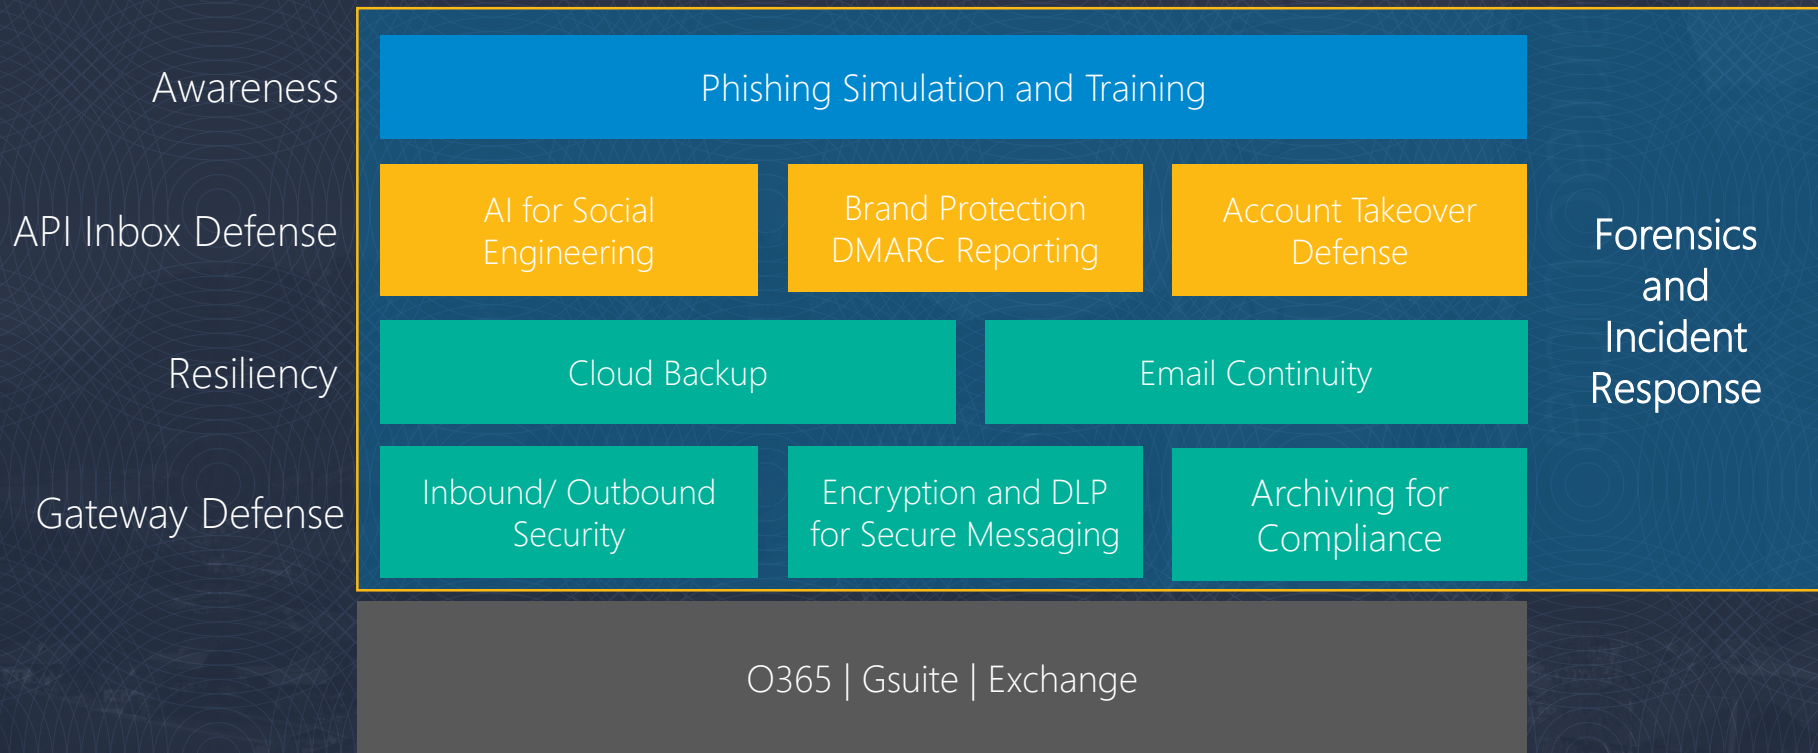 Awareness
Phishing Simulation and Training
API Inbox Defense
AI for Social
Engineering
Brand Protection
DMARC Reporting
Account Takeover
Defense
Resiliency
Cloud Backup
Email Continuity
Gateway Defense
Inbound/ Outbound
Security
Encryption and DLP
for Secure Messaging
Archiving for
Compliance
Forensics
and
Incident
Response
O365 | Gsuite | Exchange